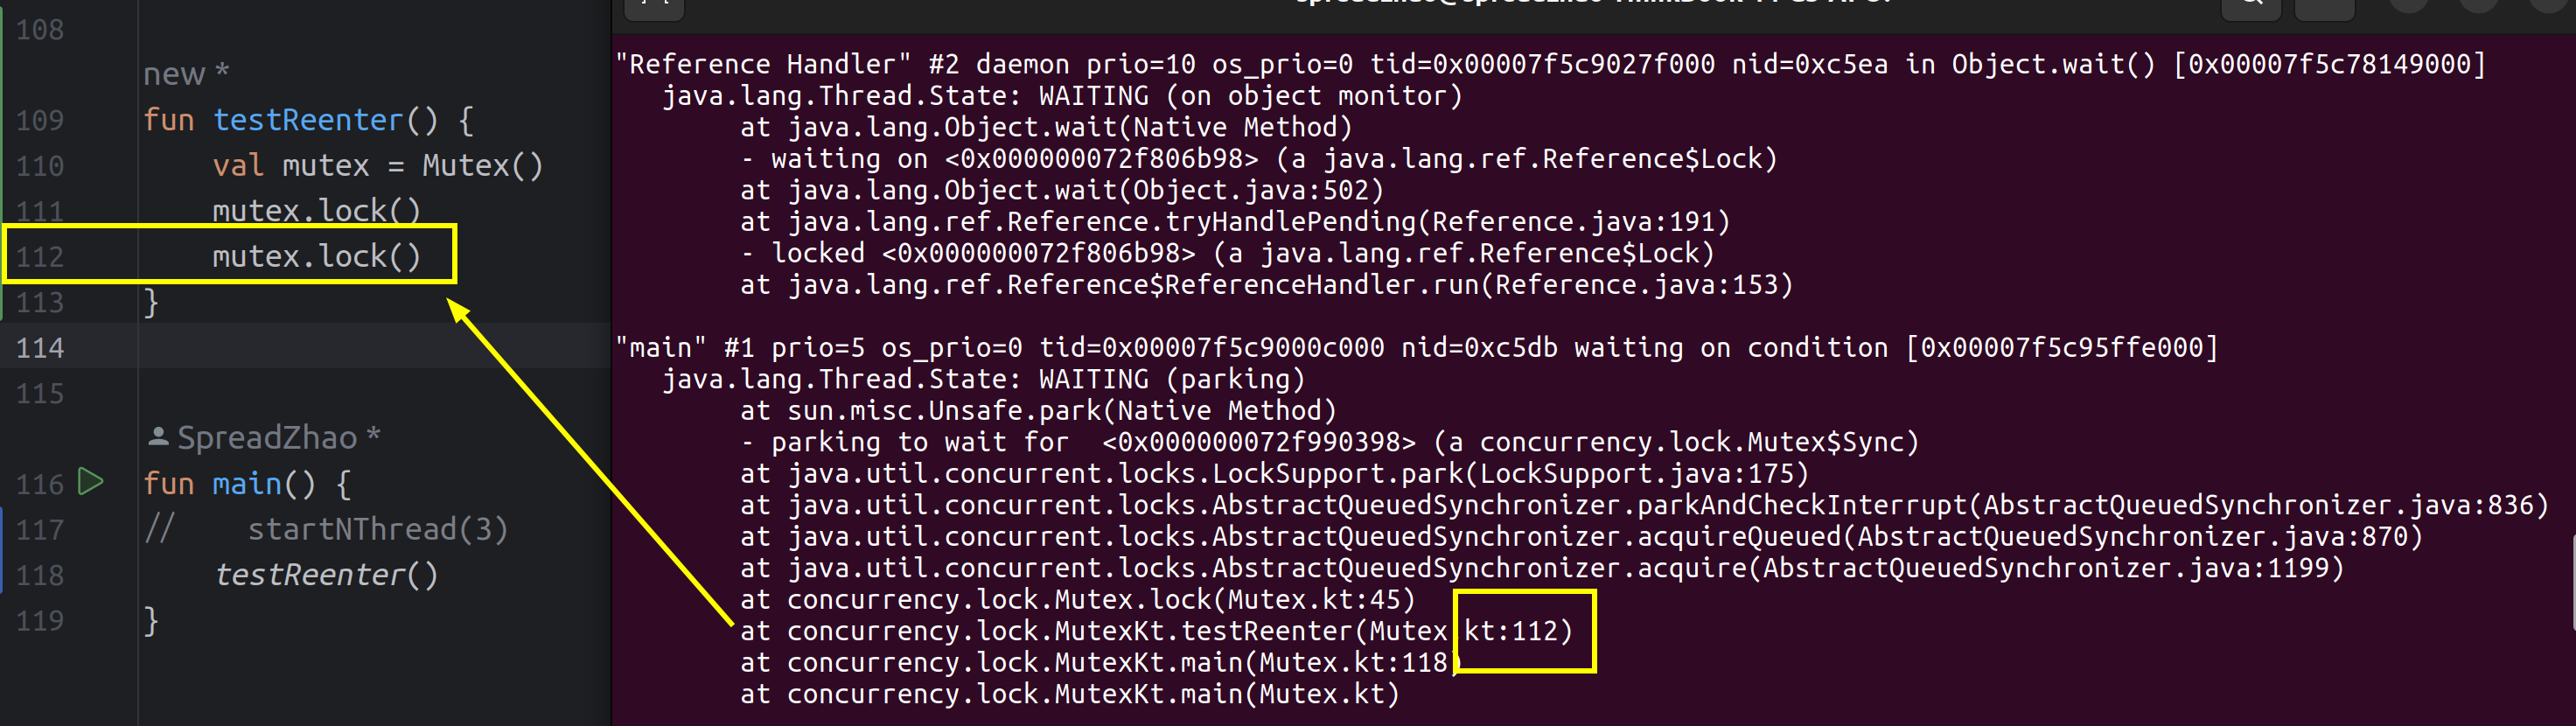 108
new *
109 fun testReenter() {
110 val mutex = Mutex()
111 mutex.lock()
112 mutex.lock()
113 }
114
115
SpreadZhao *
116 fun main() {
117 // startNThread(3)
118 testReenter()
119 }
"Reference Handler" #2 daemon prio=10 os_prio=0 tid=0x00007f5c9027f000 nid=0xc5ea in Object.wait() [0x00007f5c78149000]
java.lang.Thread.State: WAITING (on object monitor)
at java.lang.Object.wait(Native Method)
- waiting on <0x000000072f806b98> (a java.lang.ref.Reference$Lock)
at java.lang.Object.wait(Object.java:502)
at java.lang.ref.Reference.tryHandlePending(Reference.java:191)
- locked <0x000000072f806b98> (a java.lang.ref.Reference$Lock)
at java.lang.ref.Reference$ReferenceHandler.run(Reference.java:153)
"main" #1 prio=5 os_prio=0 tid=0x00007f5c9000c000 nid=0xc5db waiting on condition [0x00007f5c95ffe000]
java.lang.Thread.State: WAITING (parking)
at sun.misc.Unsafe.park(Native Method)
- parking to wait for  <0x000000072f990398> (a concurrency.lock.Mutex$Sync)
at java.util.concurrent.locks.LockSupport.park(LockSupport.java:175)
at java.util.concurrent.locks.AbstractQueuedSynchronizer.parkAndCheckInterrupt(AbstractQueuedSynchronizer.java:836)
at java.util.concurrent.locks.AbstractQueuedSynchronizer.acquireQueued(AbstractQueuedSynchronizer.java:870)
at java.util.concurrent.locks.AbstractQueuedSynchronizer.acquire(AbstractQueuedSynchronizer.java:1199)
at concurrency.lock.Mutex.lock(Mutex.kt:45)
at concurrency.lock.MutexKt.testReenter(Mutex.kt:112)
at concurrency.lock.MutexKt.main(Mutex.kt:118)
at concurrency.lock.MutexKt.main(Mutex.kt)